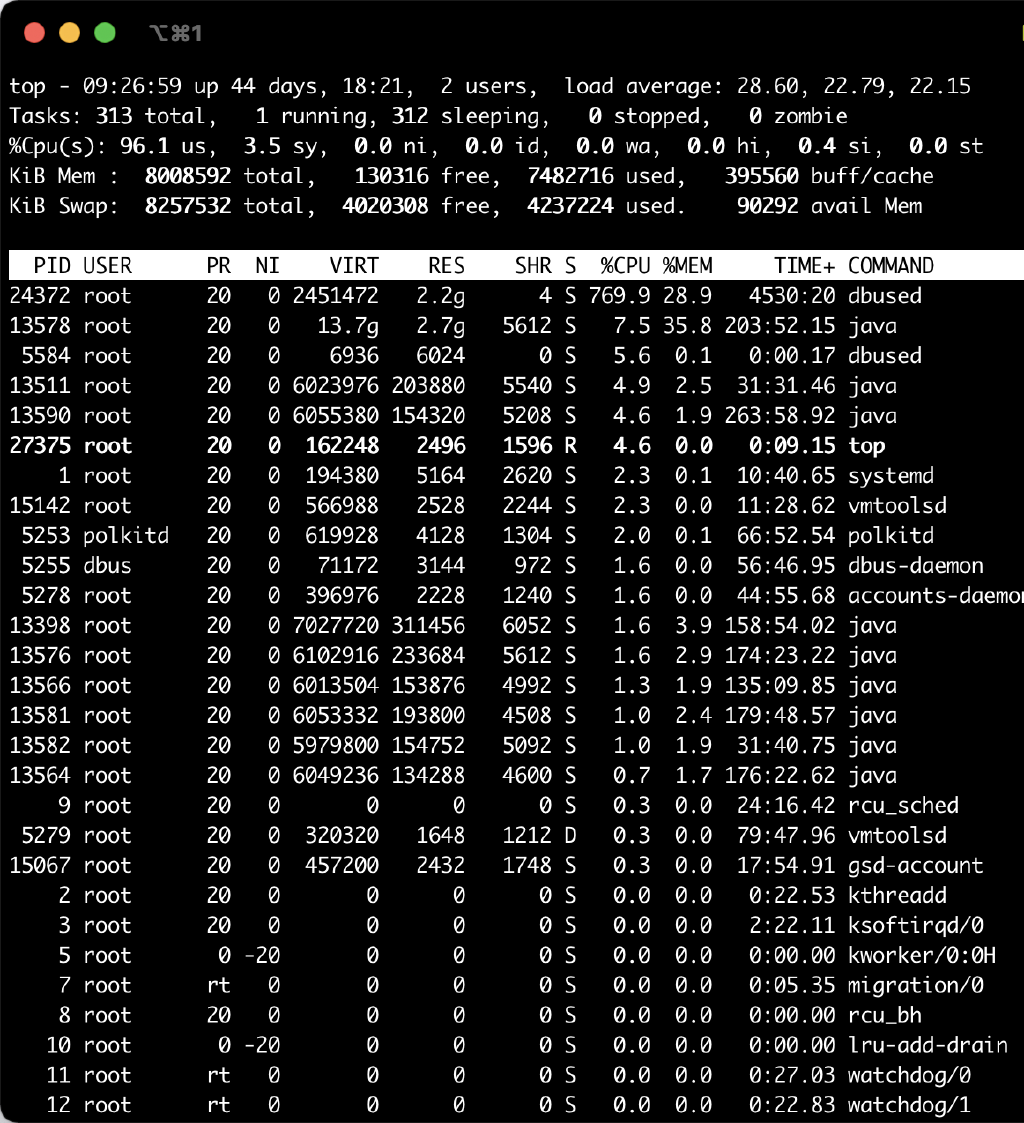 ⌥⌘1
top - 09:26:59 up 44 days, 18:21,  2 users,  load average: 28.60, 22.79, 22.15
Tasks: 313 total,   1 running, 312 sleeping,   0 stopped,   0 zombie
%Cpu(s): 96.1 us,  3.5 sy,  0.0 ni,  0.0 id,  0.0 wa,  0.0 hi,  0.4 si,  0.0 st
KiB Mem :  8008592 total,   130316 free,  7482716 used,   395560 buff/cache
KiB Swap:  8257532 total,  4020308 free,  4237224 used.    90292 avail Mem
  PID USER      PR  NI    VIRT    RES    SHR S  %CPU %MEM     TIME+ COMMAND
24372 root      20   0 2451472   2.2g      4 S 769.9 28.9   4530:20 dbused
13578 root      20   0   13.7g   2.7g   5612 S   7.5 35.8 203:52.15 java
 5584 root      20   0    6936   6024      0 S   5.6  0.1   0:00.17 dbused
13511 root      20   0 6023976 203880   5540 S   4.9  2.5  31:31.46 java
13590 root      20   0 6055380 154320   5208 S   4.6  1.9 263:58.92 java
27375 root      20   0  162248   2496   1596 R   4.6  0.0   0:09.15 top
    1 root      20   0  194380   5164   2620 S   2.3  0.1  10:40.65 systemd
15142 root      20   0  566988   2528   2244 S   2.3  0.0  11:28.62 vmtoolsd
 5253 polkitd   20   0  619928   4128   1304 S   2.0  0.1  66:52.54 polkitd
 5255 dbus      20   0   71172   3144    972 S   1.6  0.0  56:46.95 dbus-daemon
 5278 root      20   0  396976   2228   1240 S   1.6  0.0  44:55.68 accounts-daemon
13398 root      20   0 7027720 311456   6052 S   1.6  3.9 158:54.02 java
13576 root      20   0 6102916 233684   5612 S   1.6  2.9 174:23.22 java
13566 root      20   0 6013504 153876   4992 S   1.3  1.9 135:09.85 java
13581 root      20   0 6053332 193800   4508 S   1.0  2.4 179:48.57 java
13582 root      20   0 5979800 154752   5092 S   1.0  1.9  31:40.75 java
13564 root      20   0 6049236 134288   4600 S   0.7  1.7 176:22.62 java
    9 root      20   0       0      0      0 S   0.3  0.0  24:16.42 rcu_sched
 5279 root      20   0  320320   1648   1212 D   0.3  0.0  79:47.96 vmtoolsd
15067 root      20   0  457200   2432   1748 S   0.3  0.0  17:54.91 gsd-account
    2 root      20   0       0      0      0 S   0.0  0.0   0:22.53 kthreadd
    3 root      20   0       0      0      0 S   0.0  0.0   2:22.11 ksoftirqd/0
    5 root       0 -20       0      0      0 S   0.0  0.0   0:00.00 kworker/0:0H
    7 root      rt   0       0      0      0 S   0.0  0.0   0:05.35 migration/0
    8 root      20   0       0      0      0 S   0.0  0.0   0:00.00 rcu_bh
   10 root       0 -20       0      0      0 S   0.0  0.0   0:00.00 lru-add-drain
   11 root      rt   0       0      0      0 S   0.0  0.0   0:27.03 watchdog/0
   12 root      rt   0       0      0      0 S   0.0  0.0   0:22.83 watchdog/1